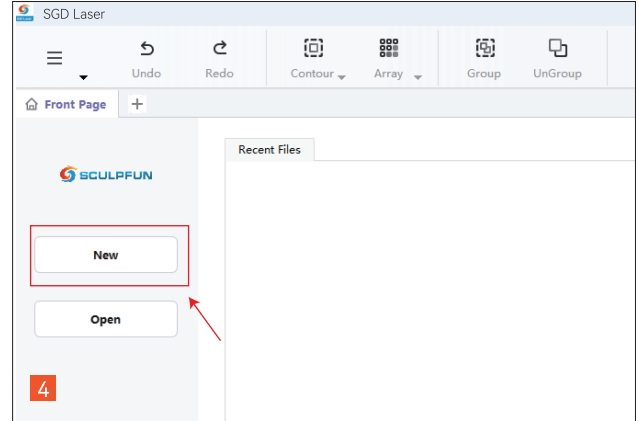 SGD Laser
Undo
Redo
Contour
Array
Group
UnGroup
Front Page
Recent Files
SCULPFUN
New
Open
4